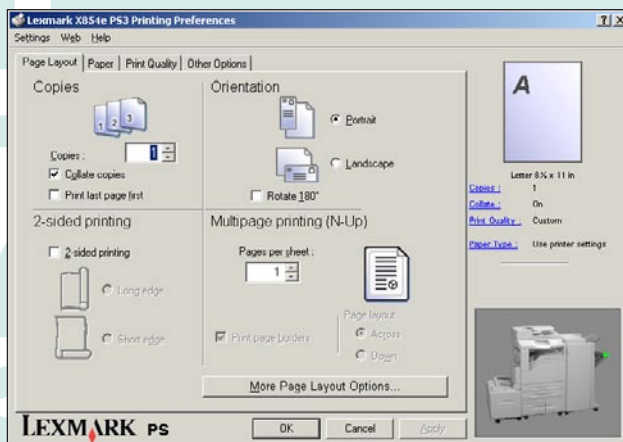 Lexmark X854e PS3 Printing Preferences
Settings Web Help
Page Layout Paper Print Quality Other Options
Copies
1 2 3
Copies : 1
Collate copies
Print last page first
Orientation
Portrait
Landscape
Rotate 180°
2-sided printing
2-sided printing
Long edge
Short edge
Multipage printing (N-Up)
Pages per sheet :
1
Print page borders
Page layout
Across
Down
More Page Layout Options...
A
Letter 8½ x 11 in
Copies : 1
Collate : On
Print Quality : Custom
Paper Type : Use printer settings
LEXMARK PS
OK Cancel Apply